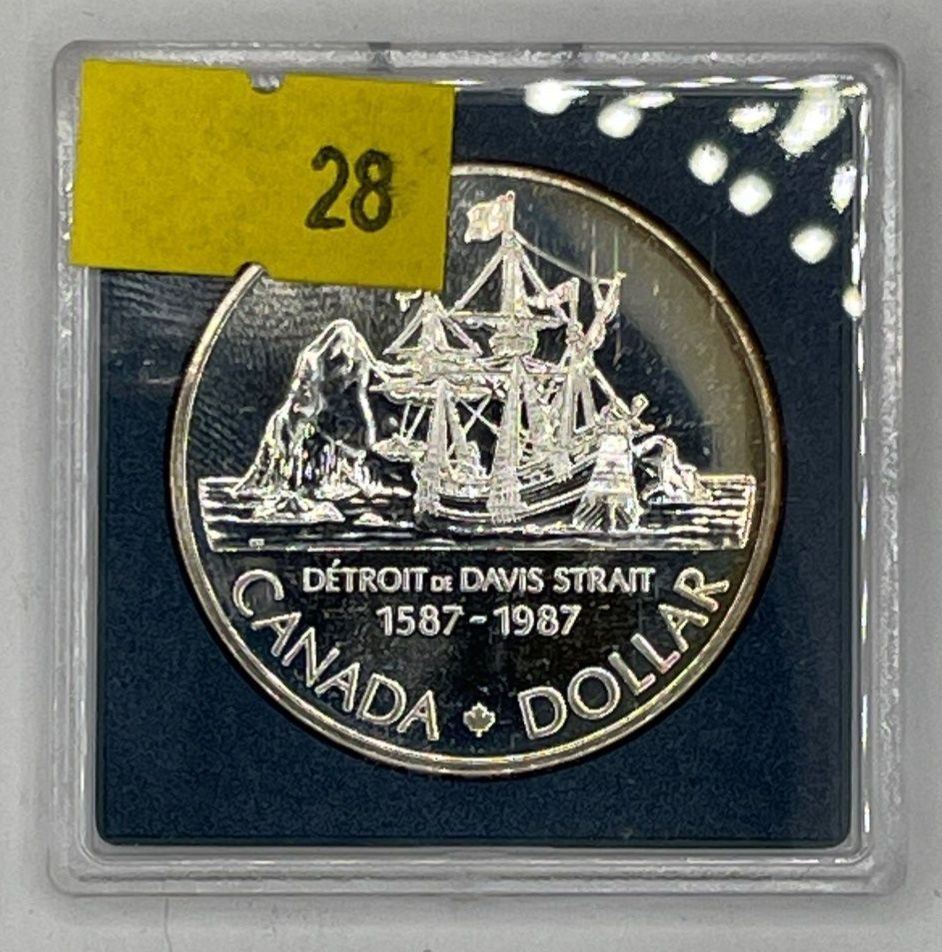 28
DÉTROIT DE DAVIS STRAIT
1587-1987
CANADA DOLLAR